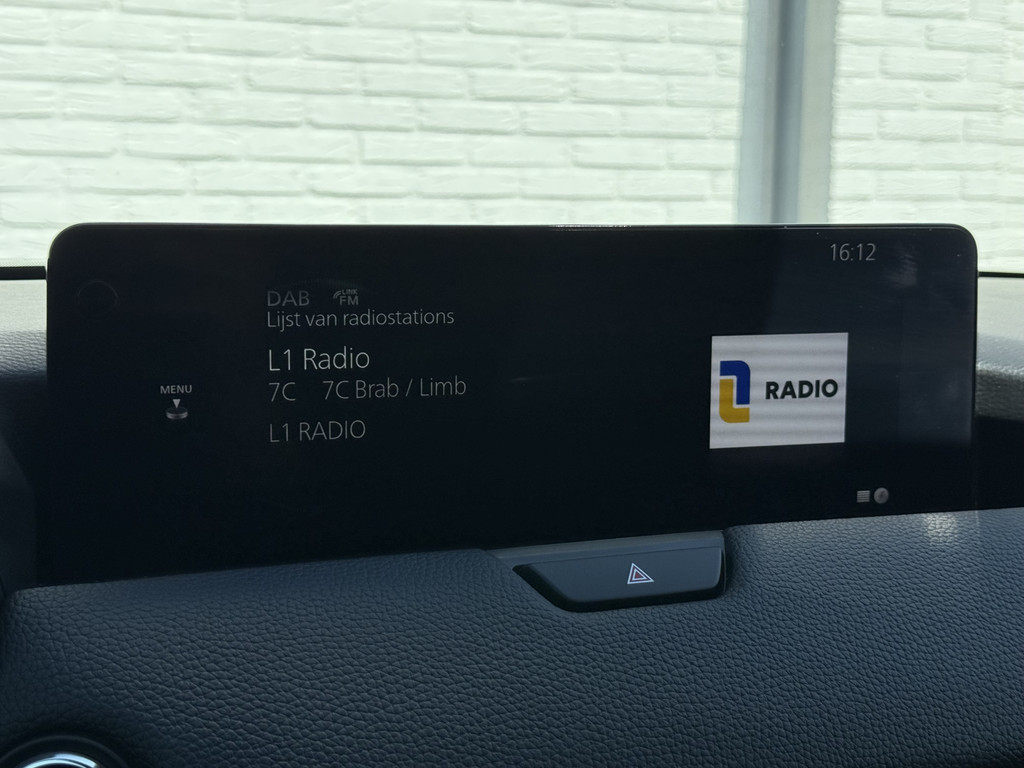 16:12
DAB LINK FM
Lijst van radiostations
L1 Radio
7C 7C Brab / Limb
L1 RADIO
MENU
RADIO